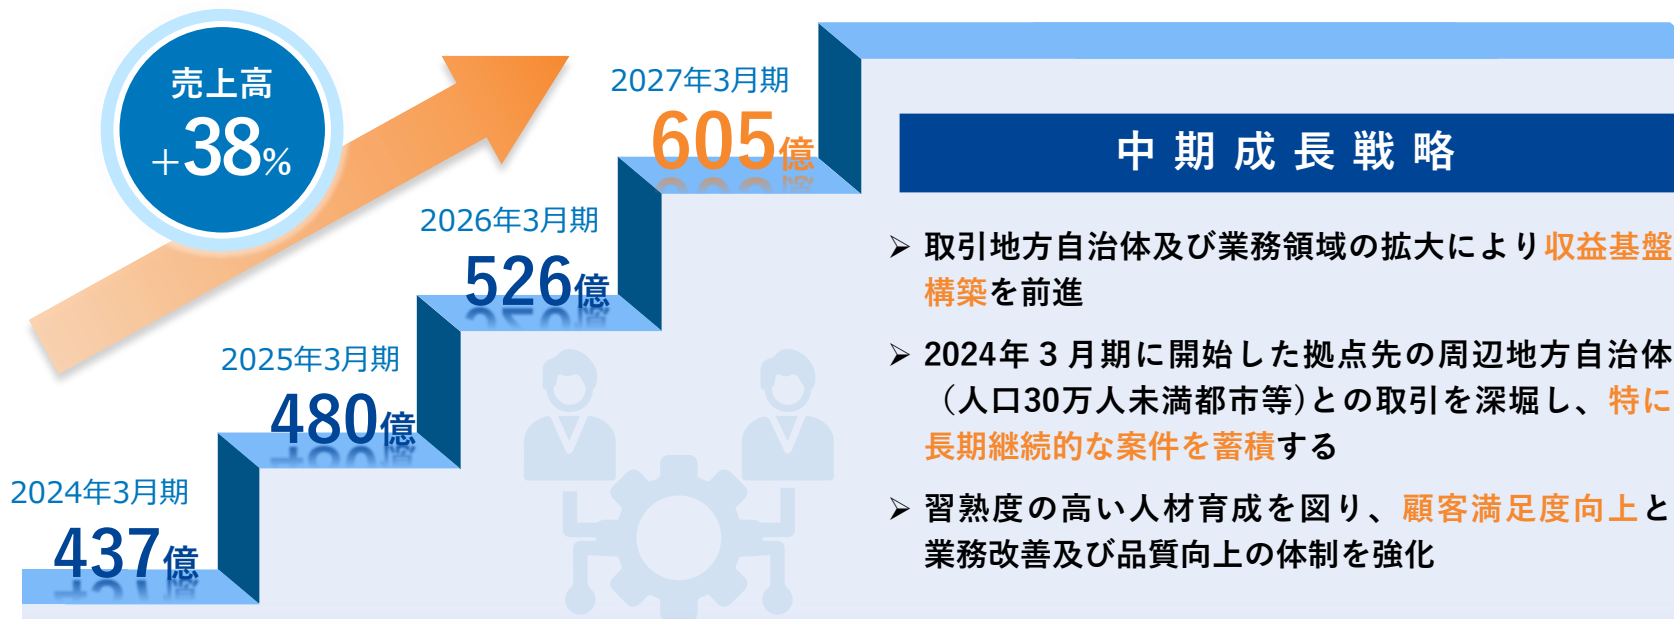 売上高
+38%
2027年3月期
605億
2026年3月期
526億
2025年3月期
480億
2024年3月期
437億
中期成長戦略
➢ 取引地方自治体及び業務領域の拡大により収益基盤
構築を前進
➢ 2024年３月期に開始した拠点先の周辺地方自治体
（人口30万人未満都市等)との取引を深堀し、特に
長期継続的な案件を蓄積する
➢ 習熟度の高い人材育成を図り、顧客満足度向上と
業務改善及び品質向上の体制を強化